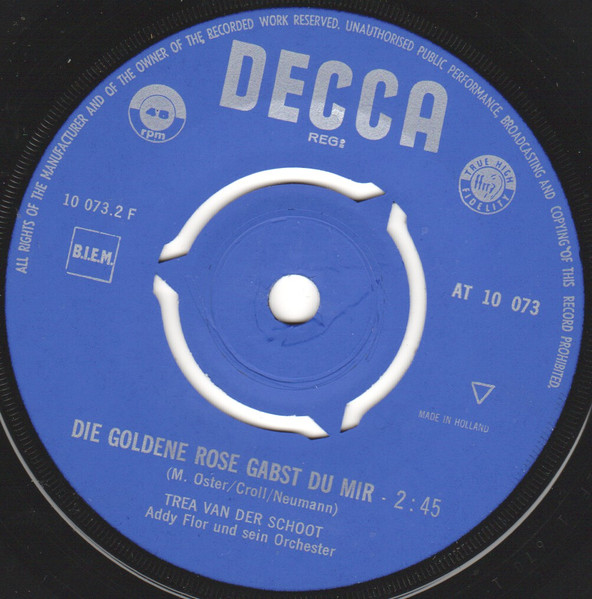 ALL RIGHTS OF THE MANUFACTURER AND OF THE OWNER OF THE RECORDED WORK RESERVED. UNAUTHORISED PUBLIC PERFORMANCE, BROADCASTING AND COPYING OF THIS RECORD PROHIBITED.
DECCA
REG:
rpm
TRUE HIGH
ffrr
FIDELITY
10 073.2 F
B.I.E.M.
AT 10 073
MADE IN HOLLAND
DIE GOLDENE ROSE GABST DU MIR - 2:45
(M. Oster/Croll/Neumann)
TREA VAN DER SCHOOT
Addy Flor und sein Orchester